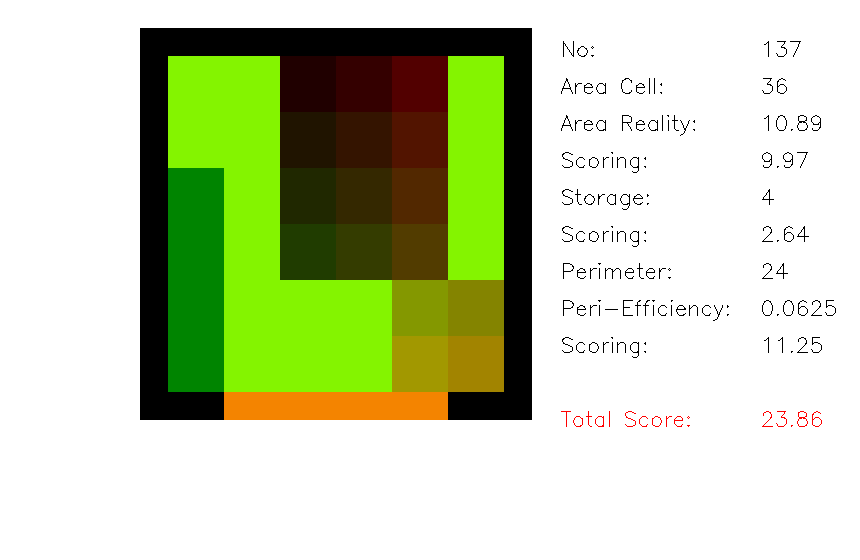 No: 137
Area Cell: 36
Area Reality: 10.89
Scoring: 9.97
Storage: 4
Scoring: 2.64
Perimeter: 24
Peri-Efficiency: 0.0625
Scoring: 11.25
Total Score: 23.86